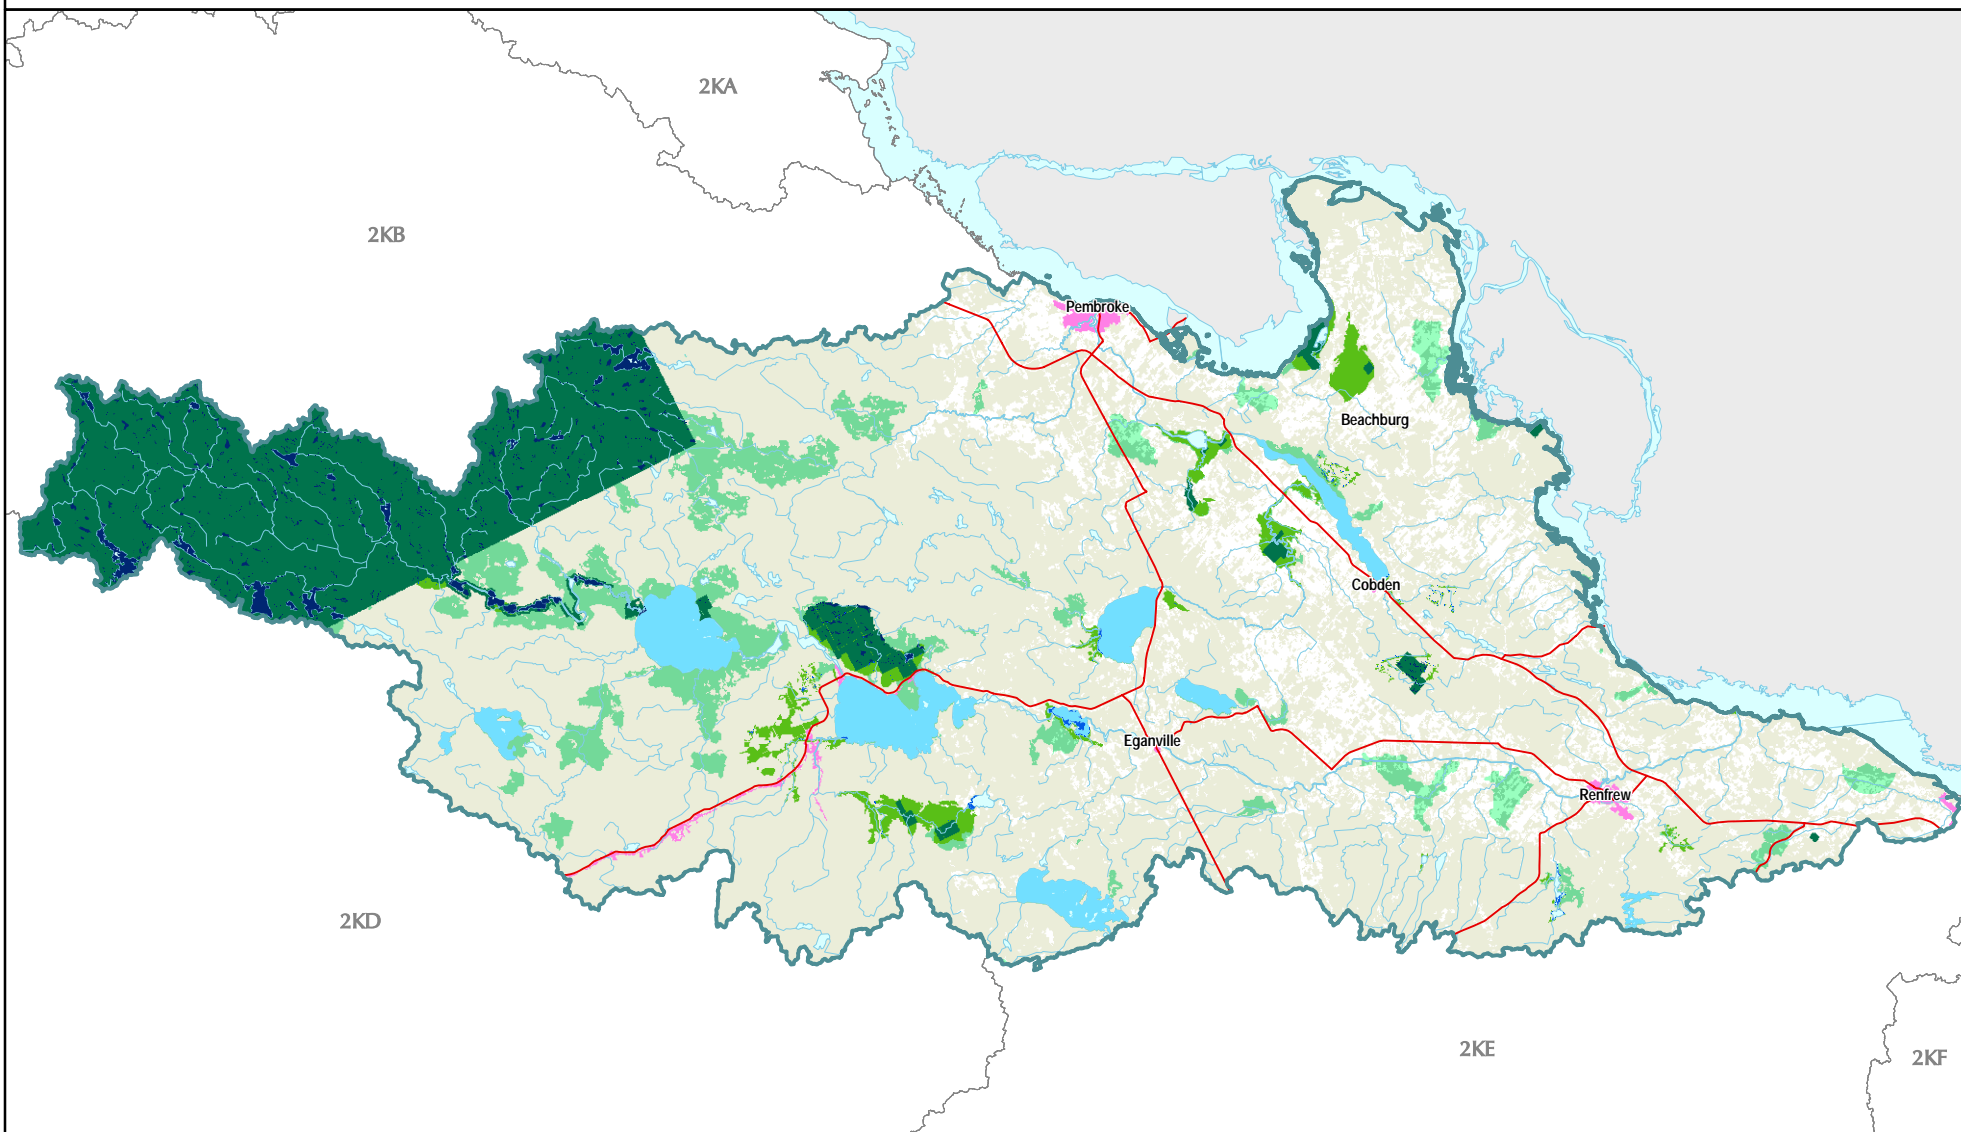 2KA
2KB
Pembroke
Beachburg
Cobden
Eganville
Renfrew
2KD
2KE
2KF